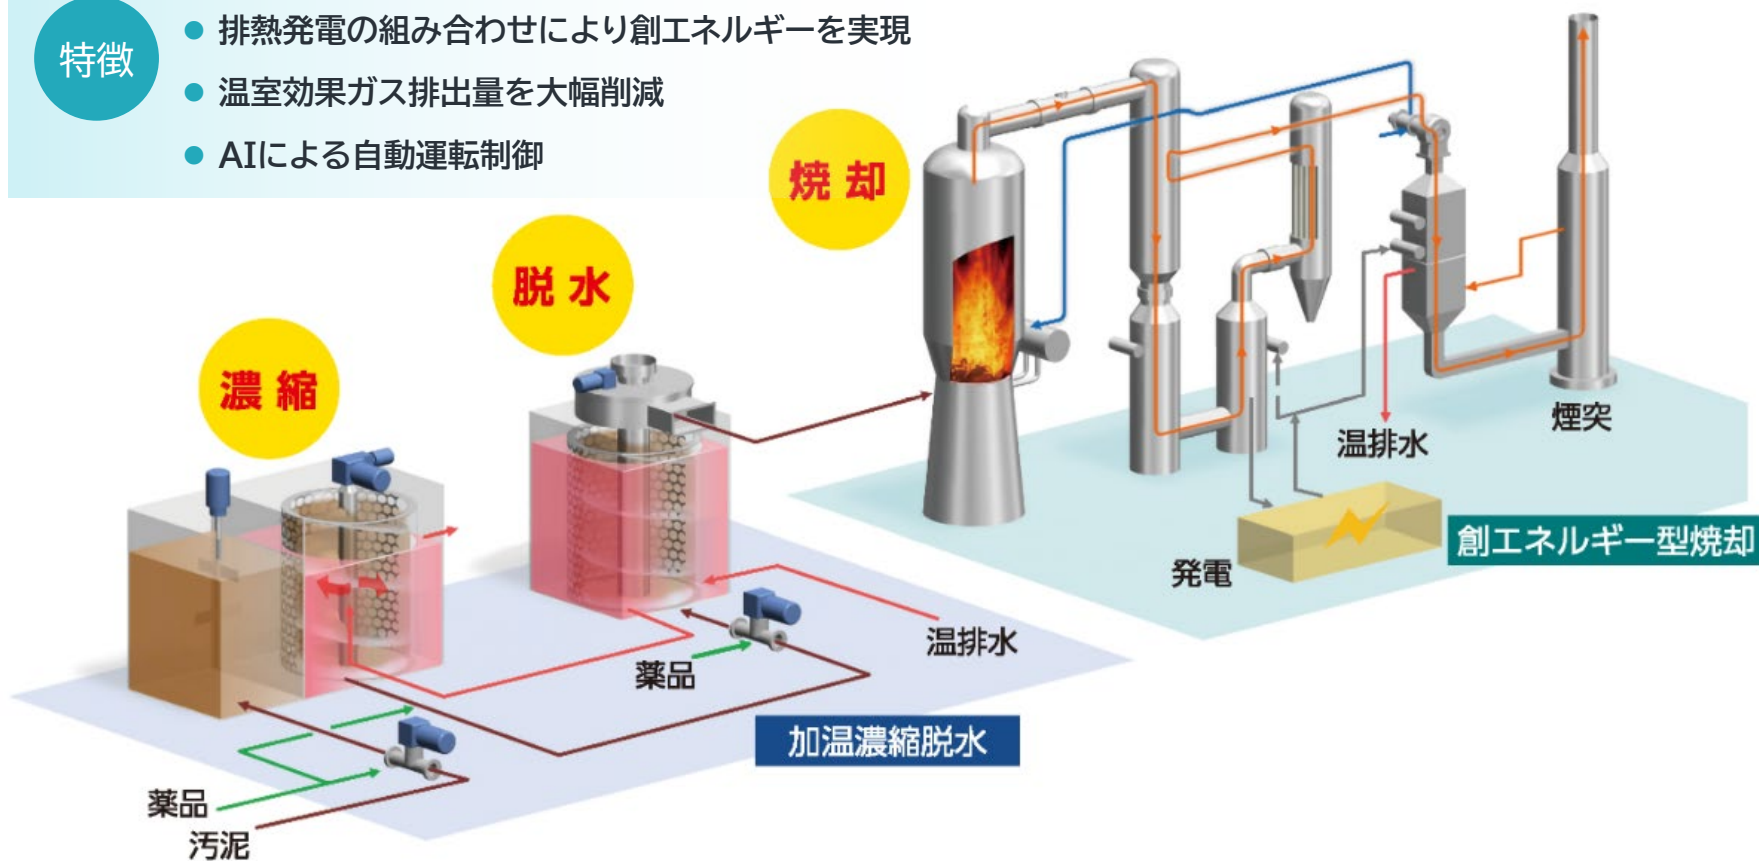 特徴
● 排熱発電の組み合わせにより創エネルギーを実現
● 温室効果ガス排出量を大幅削減
● AIによる自動運転制御
焼却
脱水
濃縮
煙突
温排水
創エネルギー型焼却
発電
温排水
薬品
加温濃縮脱水
薬品
汚泥